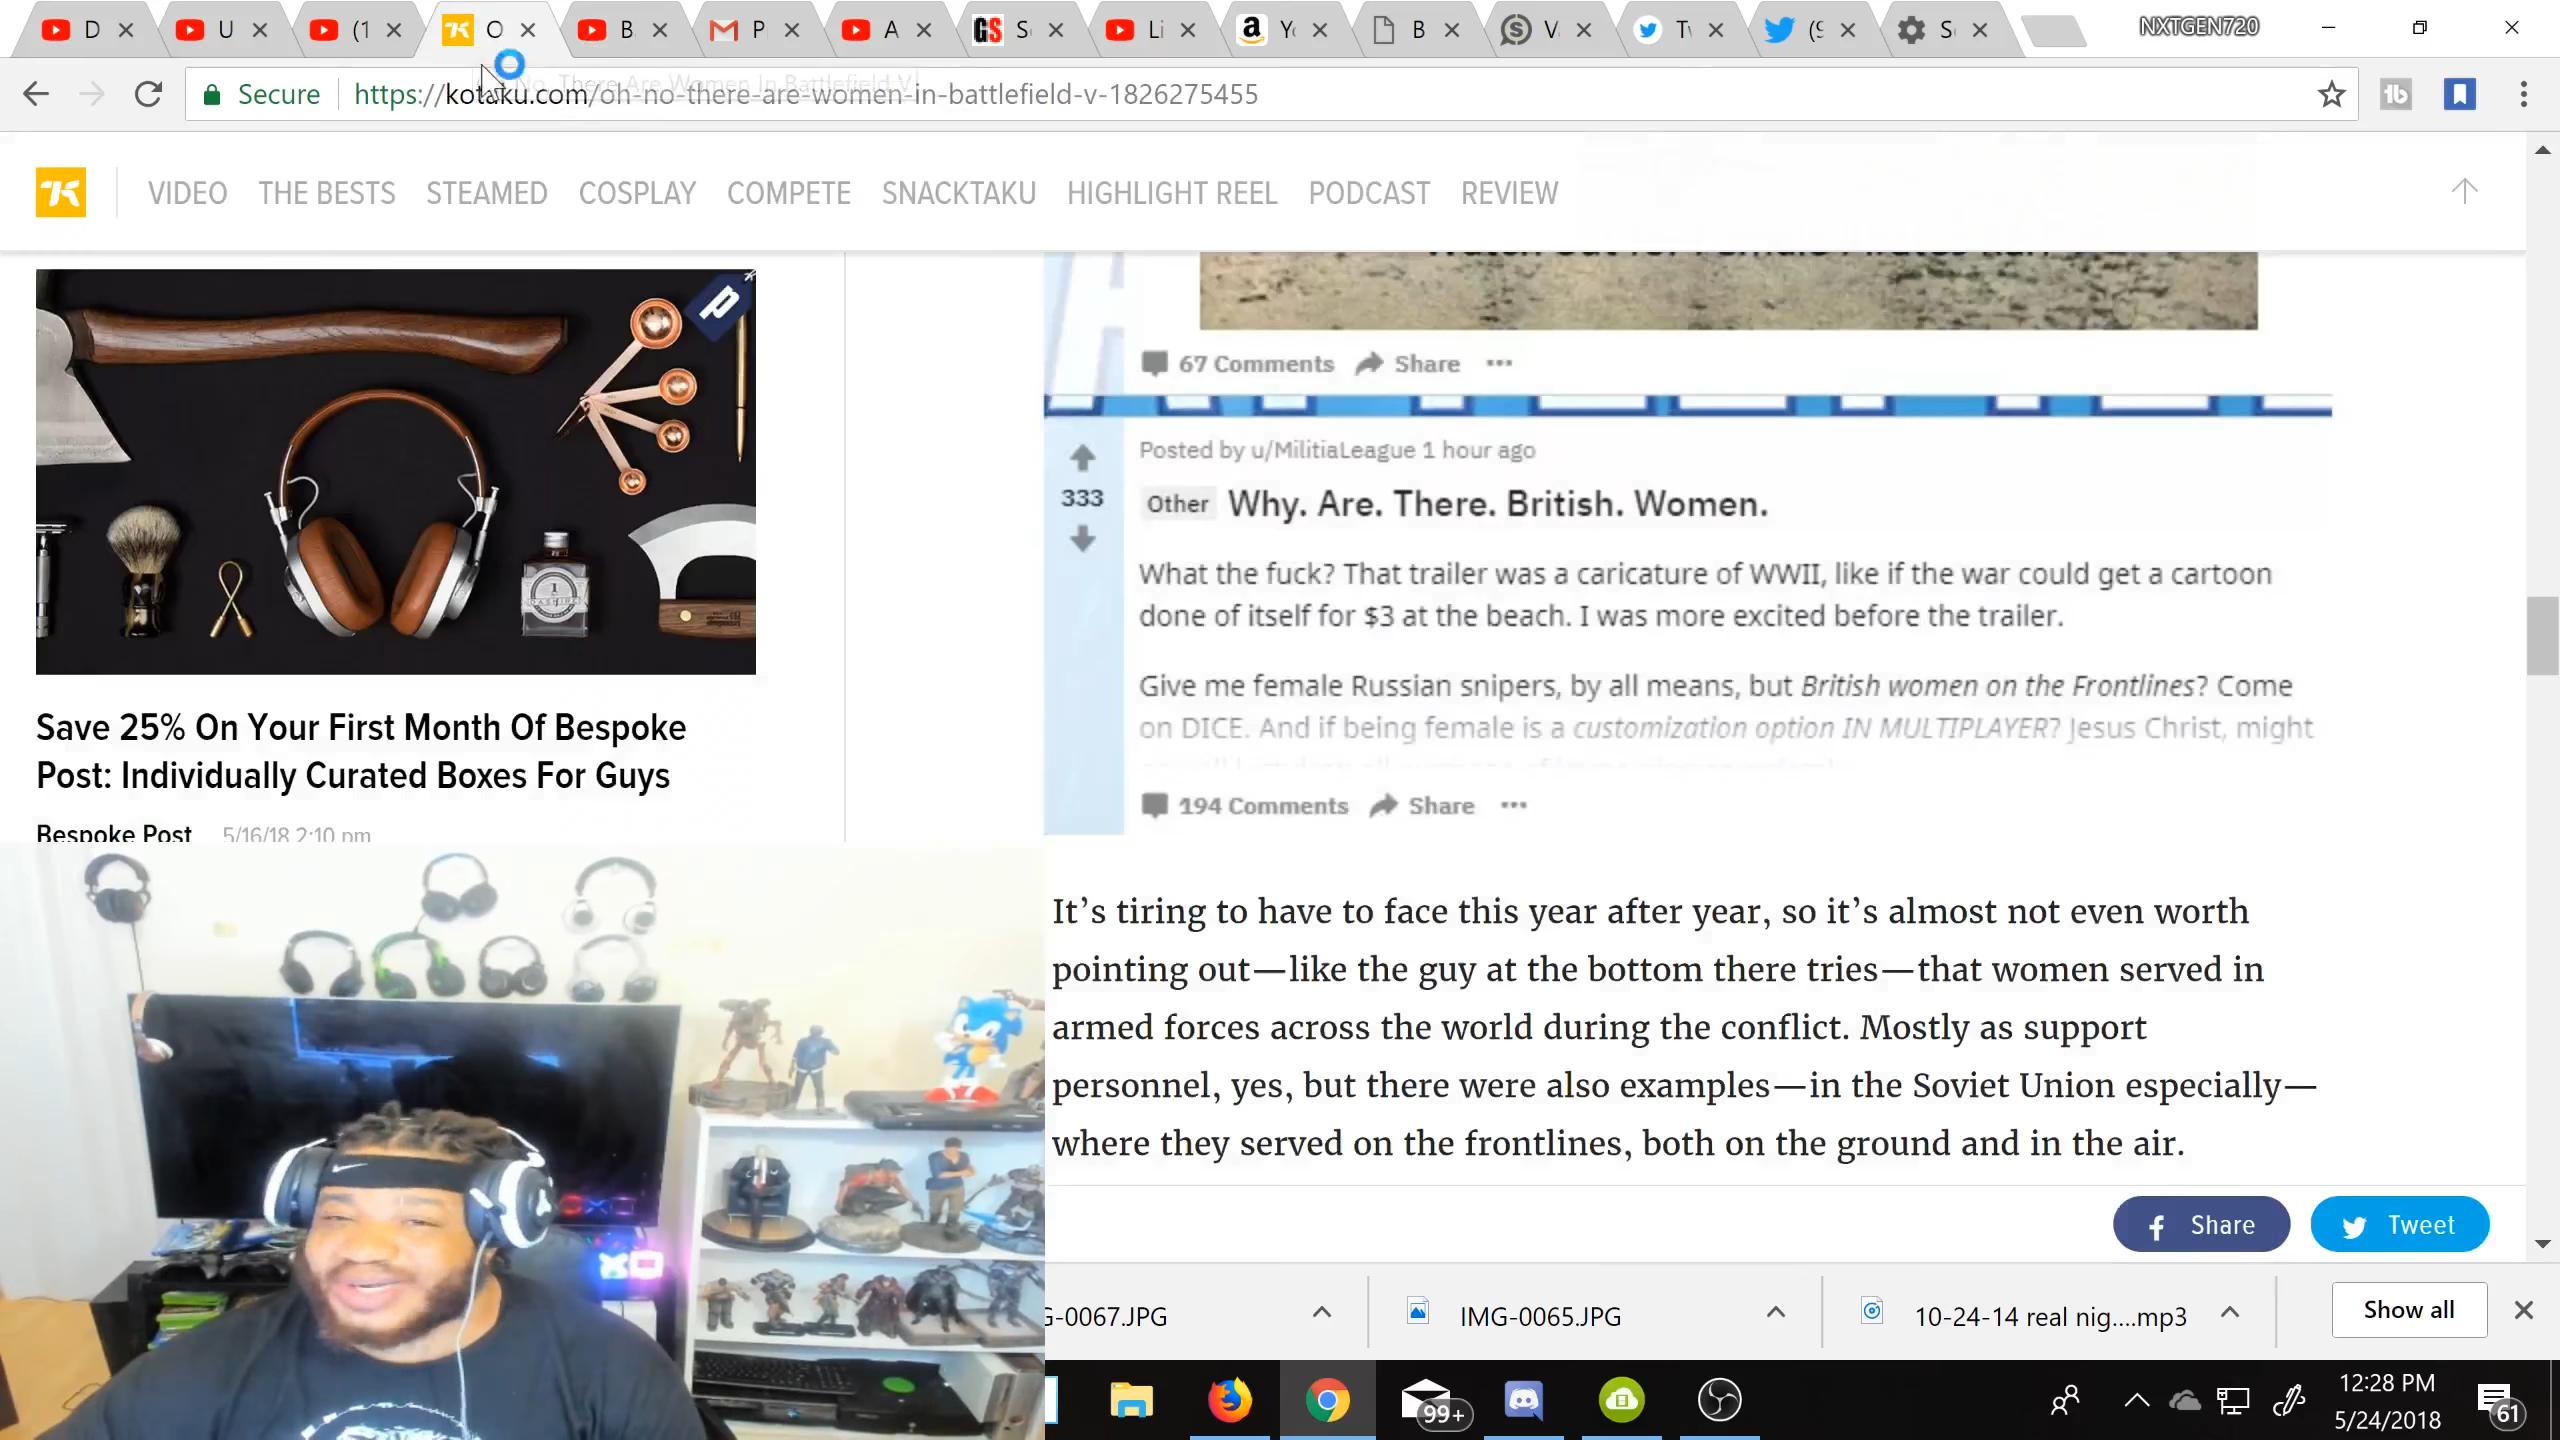 D
U
(1
O
B
P
A
S
Li
Y
B
V
T
(9
S
NXTGEN720
Secure
https://kotaku.com/oh-no-there-are-women-in-battlefield-v-1826275455
No, There Are Women In Battlefield V
VIDEO THE BESTS STEAMED COSPLAY COMPETE SNACKTAKU HIGHLIGHT REEL PODCAST REVIEW
67 Comments Share
Posted by u/MilitiaLeague 1 hour ago
333
Other Why. Are. There. British. Women.
What the fuck? That trailer was a caricature of WWII, like if the war could get a cartoon
done of itself for $3 at the beach. I was more excited before the trailer.
Give me female Russian snipers, by all means, but British women on the Frontlines? Come
on DICE. And if being female is a customization option IN MULTIPLAYER? Jesus Christ, might
194 Comments Share
Save 25% On Your First Month Of Bespoke
Post: Individually Curated Boxes For Guys
Bespoke Post 5/16/18 2:10 pm
It’s tiring to have to face this year after year, so it’s almost not even worth
pointing out—like the guy at the bottom there tries—that women served in
armed forces across the world during the conflict. Mostly as support
personnel, yes, but there were also examples—in the Soviet Union especially—
where they served on the frontlines, both on the ground and in the air.
Share
Tweet
G-0067.JPG
IMG-0065.JPG
10-24-14 real nig....mp3
Show all
99+
12:28 PM
5/24/2018
61